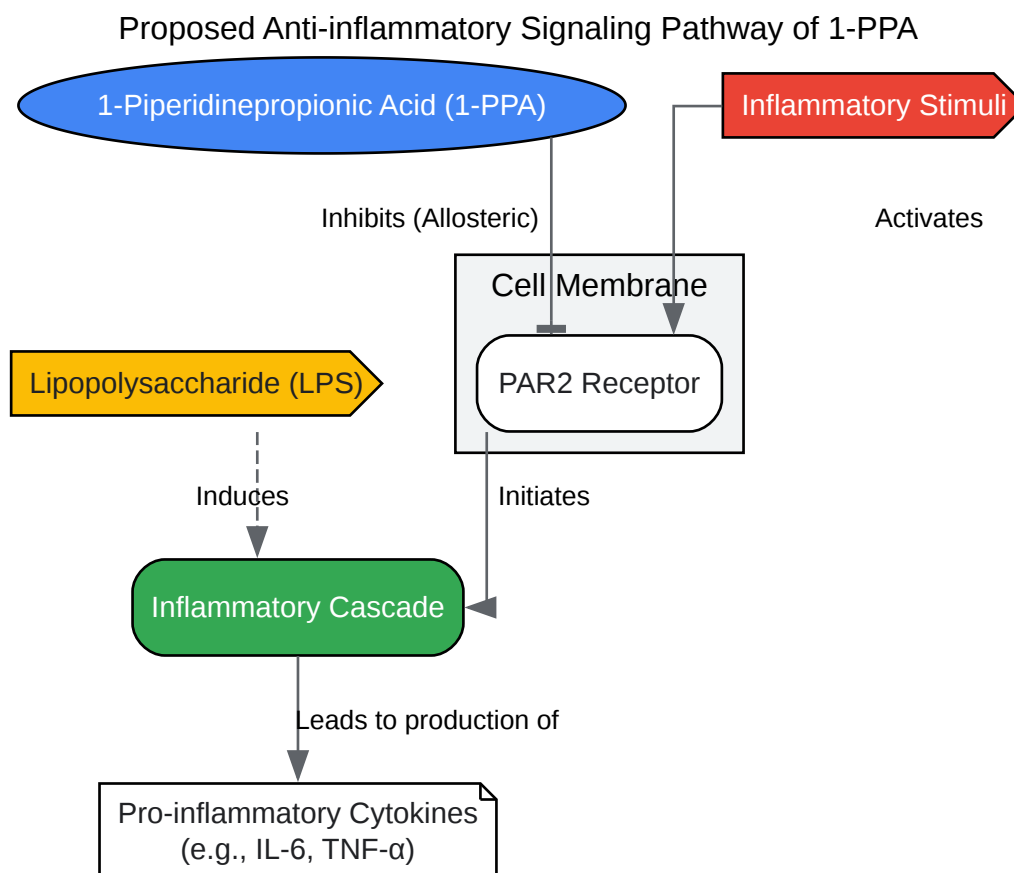 Proposed Anti-inflammatory Signaling Pathway of 1-PPA
1-Piperidinepropionic Acid (1-PPA)
Inflammatory Stimuli
Inhibits (Allosteric)
Activates
Cell Membrane
Lipopolysaccharide (LPS)
PAR2 Receptor
Induces
Initiates
Inflammatory Cascade
Leads to production of
Pro-inflammatory Cytokines
(e.g., IL-6, TNF-α)